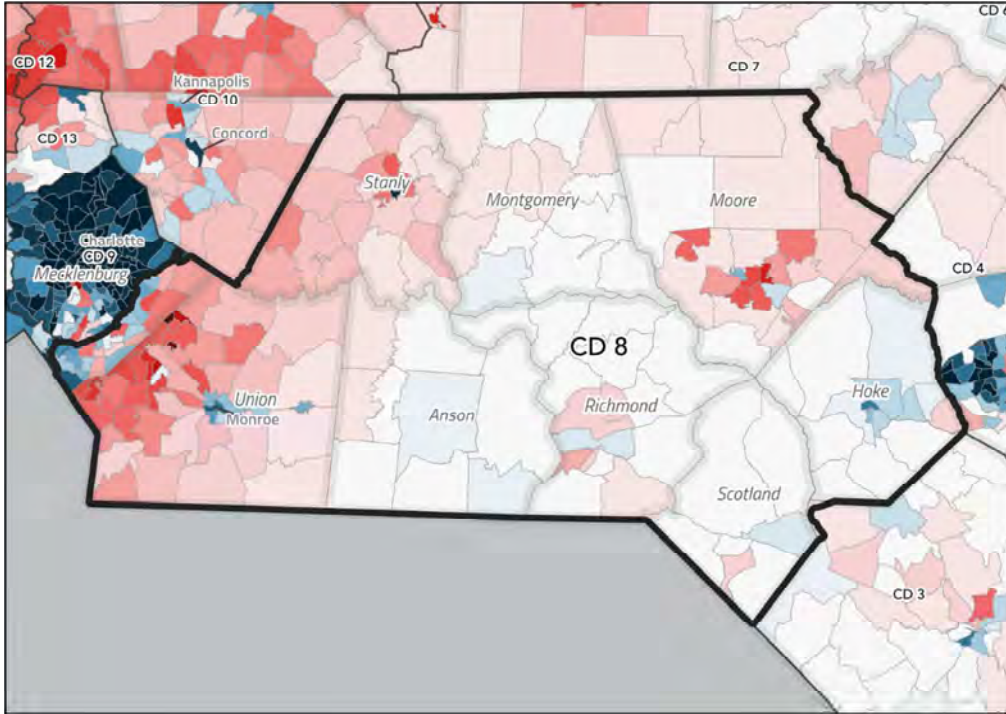 CD 6
CD 12
CD 7
Kannapolis
CD 10
CD 13
Concord
Stanly
Montgomery
Moore
Charlotte
CD 9
Mecklenburg
CD 4
CD 8
Union
Monroe
Anson
Richmond
Hoke
Scotland
CD 3